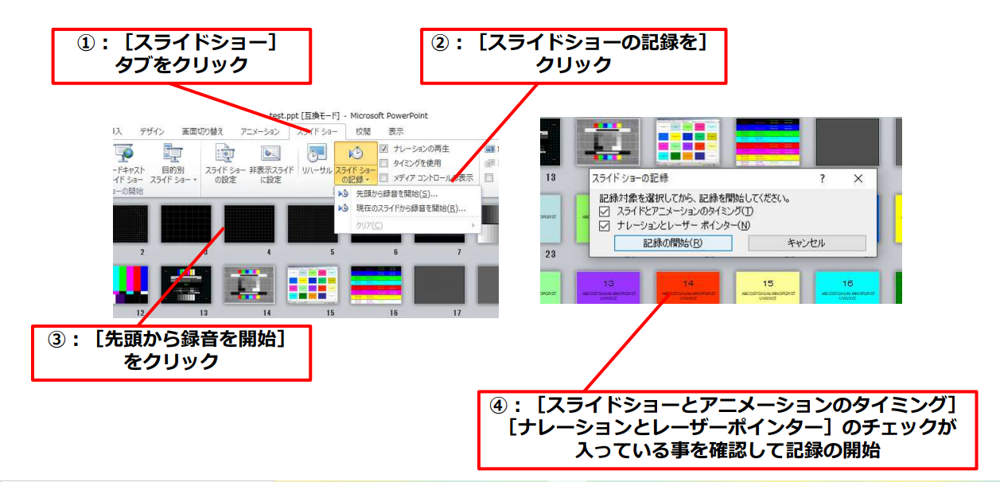 ①：［スライドショー］
タブをクリック
②：［スライドショーの記録を］
クリック
test.ppt [互換モード] - Microsoft PowerPoint
デザイン 画面切り替え アニメーション スライド ショー 校閲 表示
ナレーションの再生
タイミングを使用
メディア コントロールの表示
目的別
スライド ショー
スライド ショー
の設定
非表示スライド
に設定
リハーサル
スライド ショー
の記録
ーの開始
先頭から録音を開始(S)...
現在のスライドから録音を開始(R)...
クリア(C)
2 3 4 5 6 7
12 13 14 15 16 17
13
スライド ショーの記録 ? ×
記録対象を選択してから、記録を開始してください。
スライドとアニメーションのタイミング(T)
ナレーションとレーザー ポインター(N)
記録の開始(R) キャンセル
23
13 14 15 16
③：［先頭から録音を開始］
をクリック
④：［スライドショーとアニメーションのタイミング］
［ナレーションとレーザーポインター］のチェックが
入っている事を確認して記録の開始